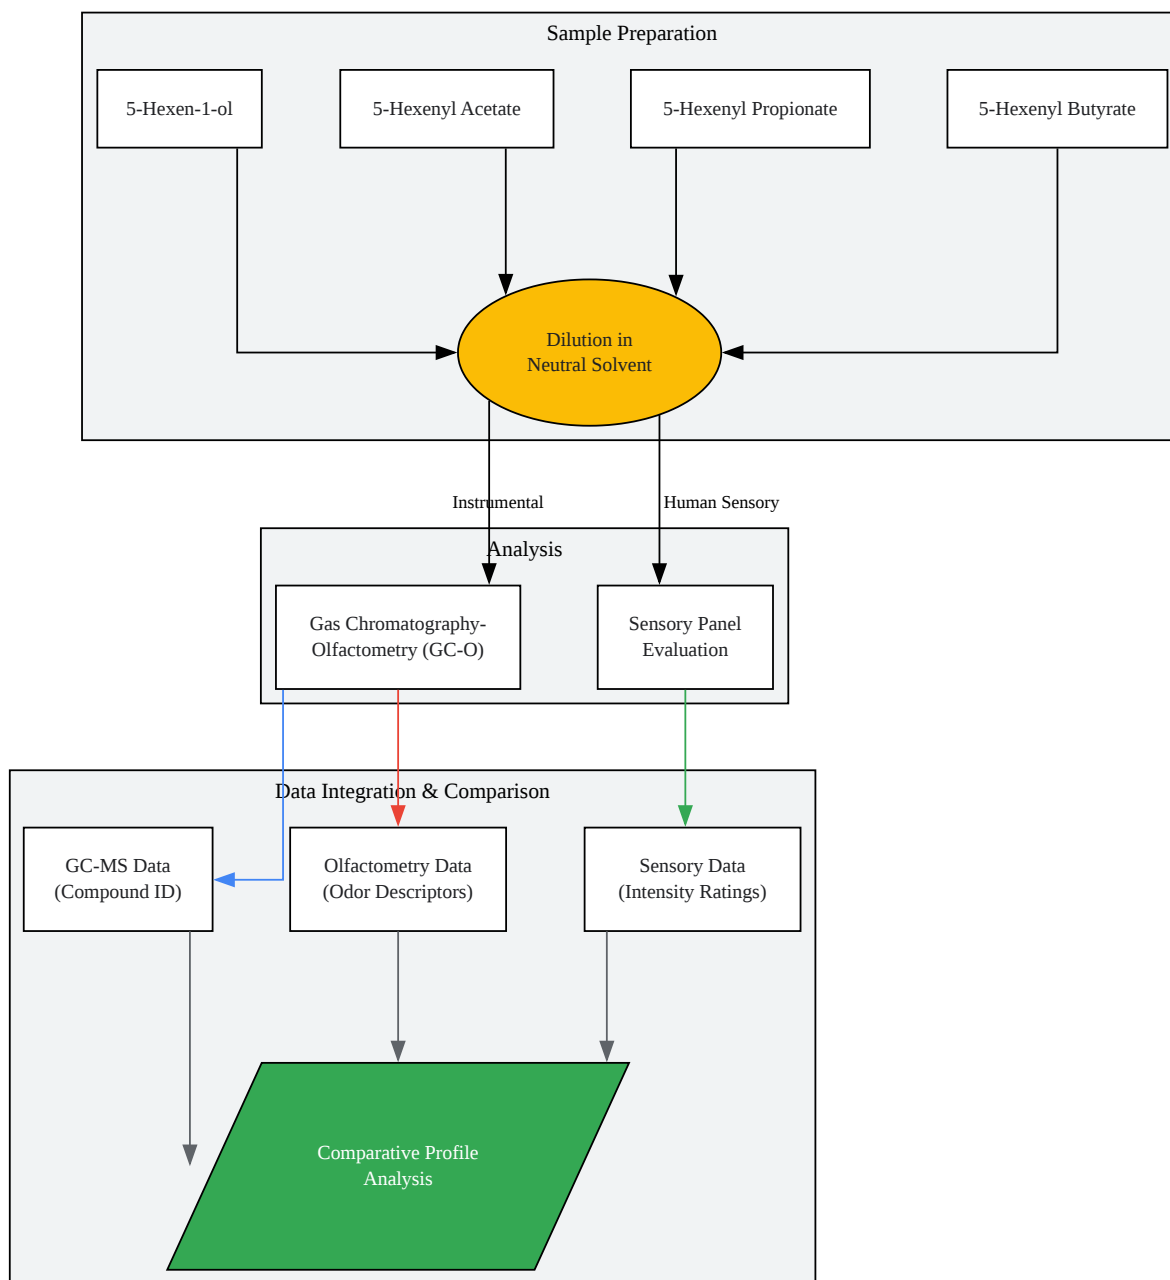 Sample Preparation
5-Hexen-1-ol
5-Hexenyl Acetate
5-Hexenyl Propionate
5-Hexenyl Butyrate
Dilution in
Neutral Solvent
Instrumental
Human Sensory
Analysis
Gas Chromatography-
Olfactometry (GC-O)
Sensory Panel
Evaluation
Data Integration & Comparison
GC-MS Data
(Compound ID)
Olfactometry Data
(Odor Descriptors)
Sensory Data
(Intensity Ratings)
Comparative Profile
Analysis